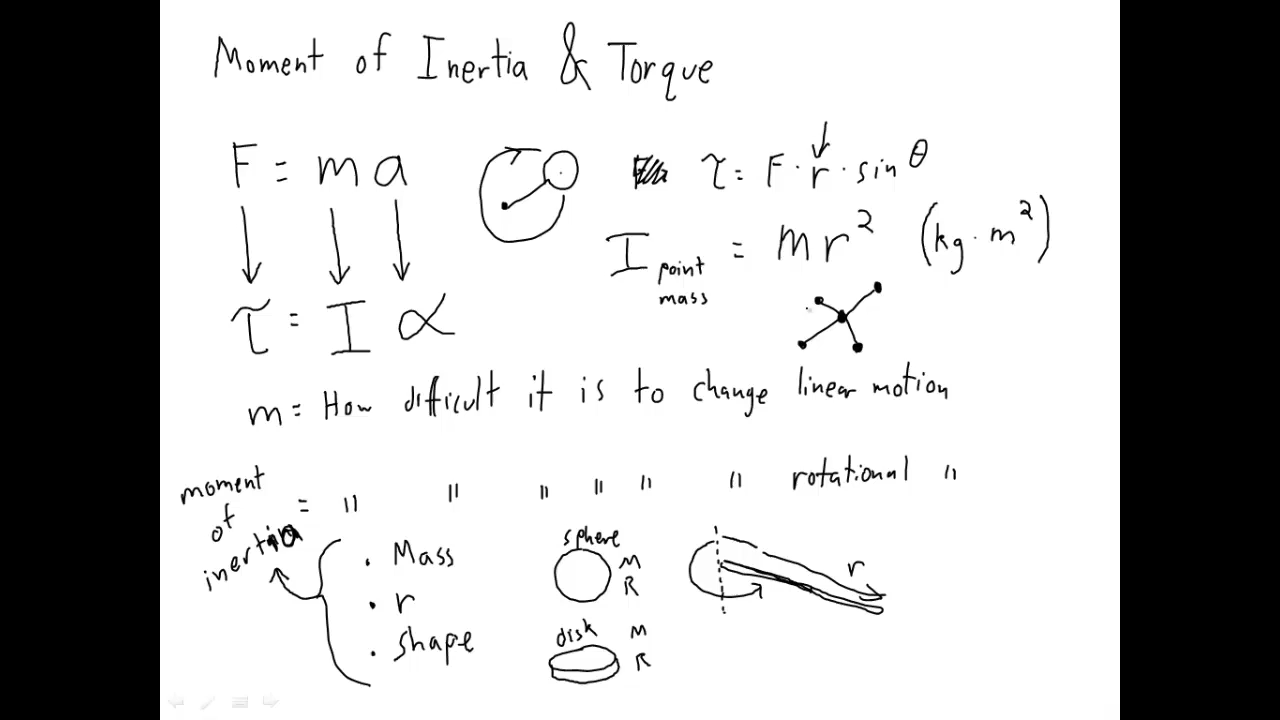 Moment of Inertia & Torque
F = ma
τ = F · r · sin θ
I point mass = mr² (kg · m²)
τ = I α
m = How difficult it is to change linear motion
moment of inertia = " " " " " " rotational "
· Mass
· r
· shape
sphere
M
R
disk
M
R
r